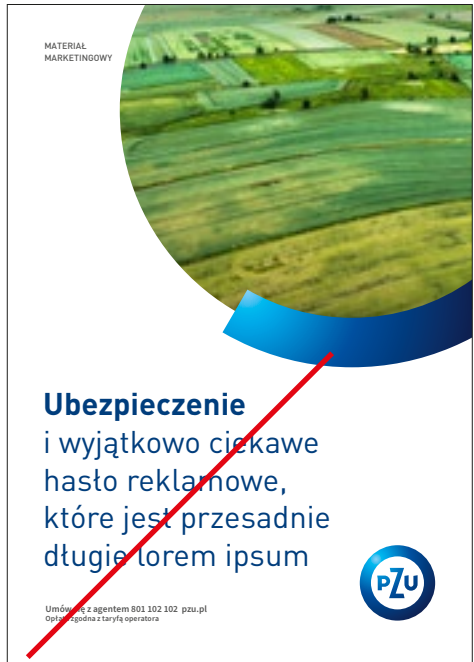 MATERIAŁ
MARKETINGOWY
Ubezpieczenie
i wyjątkowo ciekawe
hasło reklamowe,
które jest przesadnie
długie lorem ipsum
PZU
Umów się z agentem 801 102 102 pzu.pl
Opłata zgodna z taryfą operatora